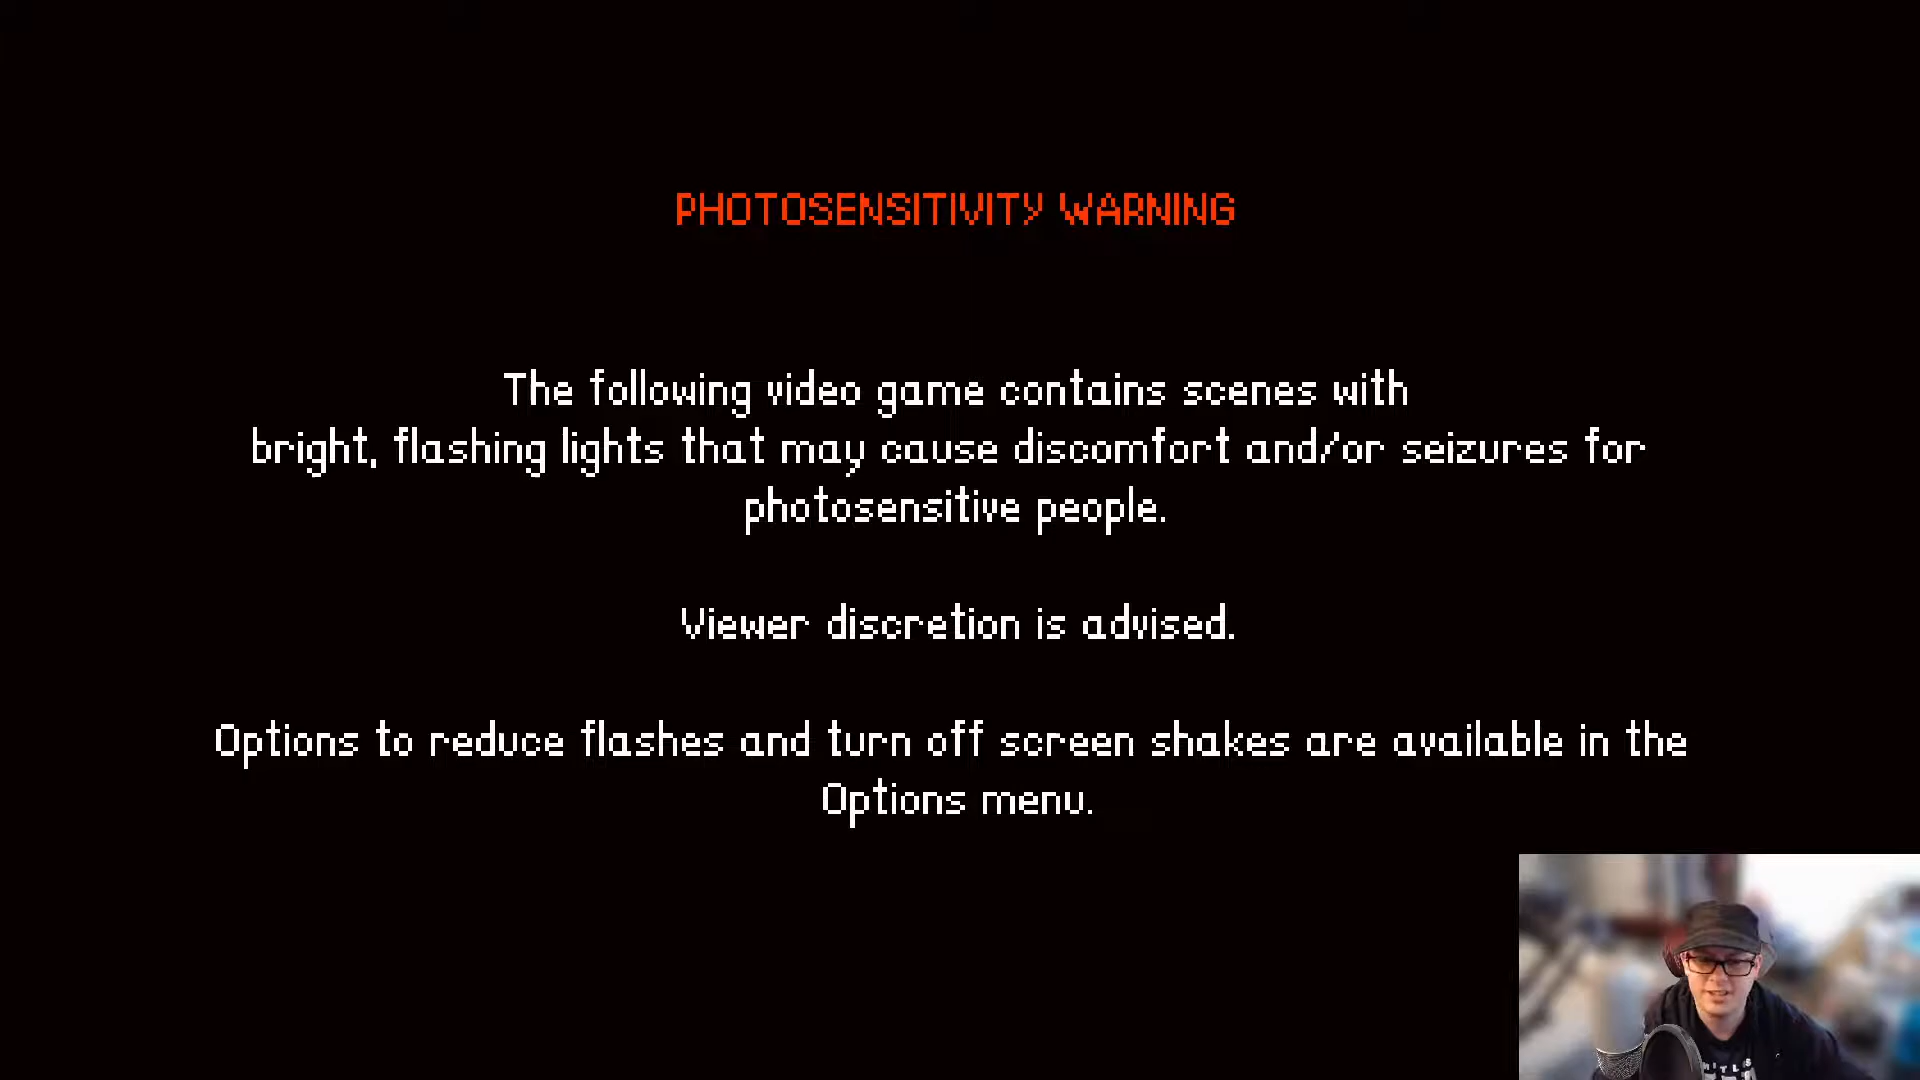 PHOTOSENSITIVITY WARNING
The following video game contains scenes with
bright, flashing lights that may cause discomfort and/or seizures for
photosensitive people.
Viewer discretion is advised.
Options to reduce flashes and turn off screen shakes are available in the
Options menu.